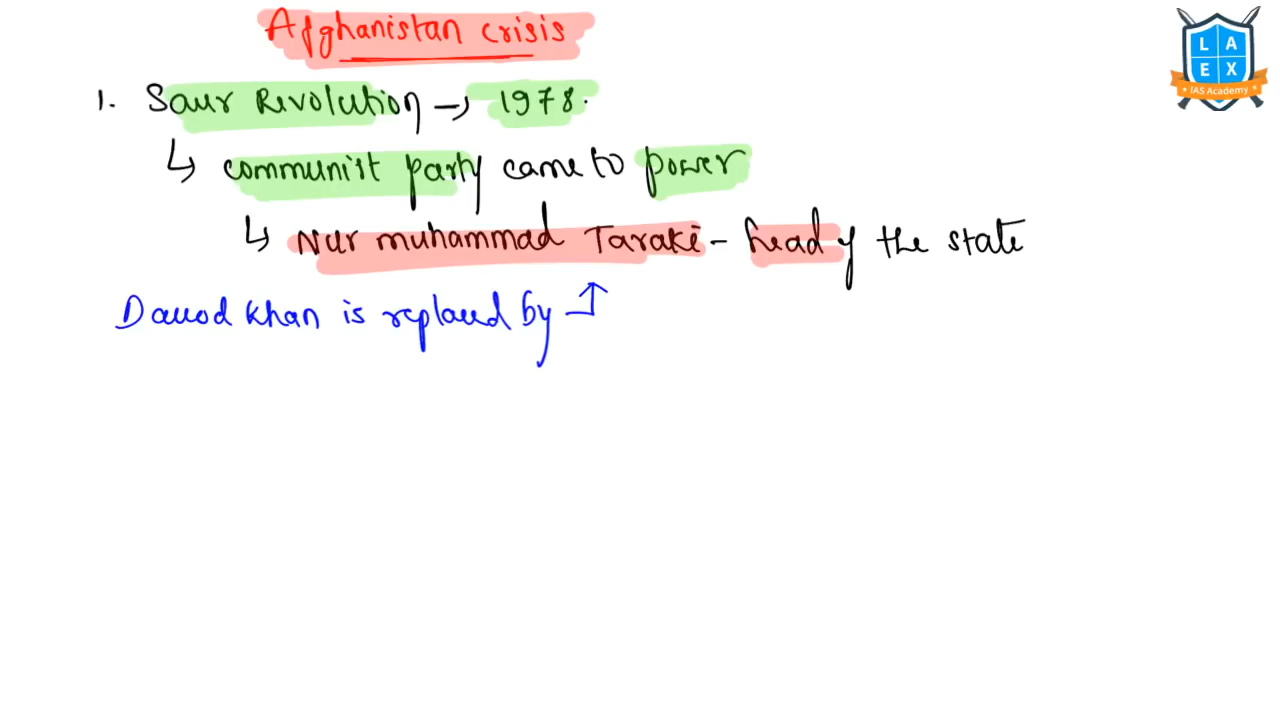 Afghanistan crisis
1. Saur Revolution → 1978.
↳ communist party came to power
↳ Nur muhammad Taraki - head of the state
Dauod khan is replaced by ↑
L A
E X
IAS Academy